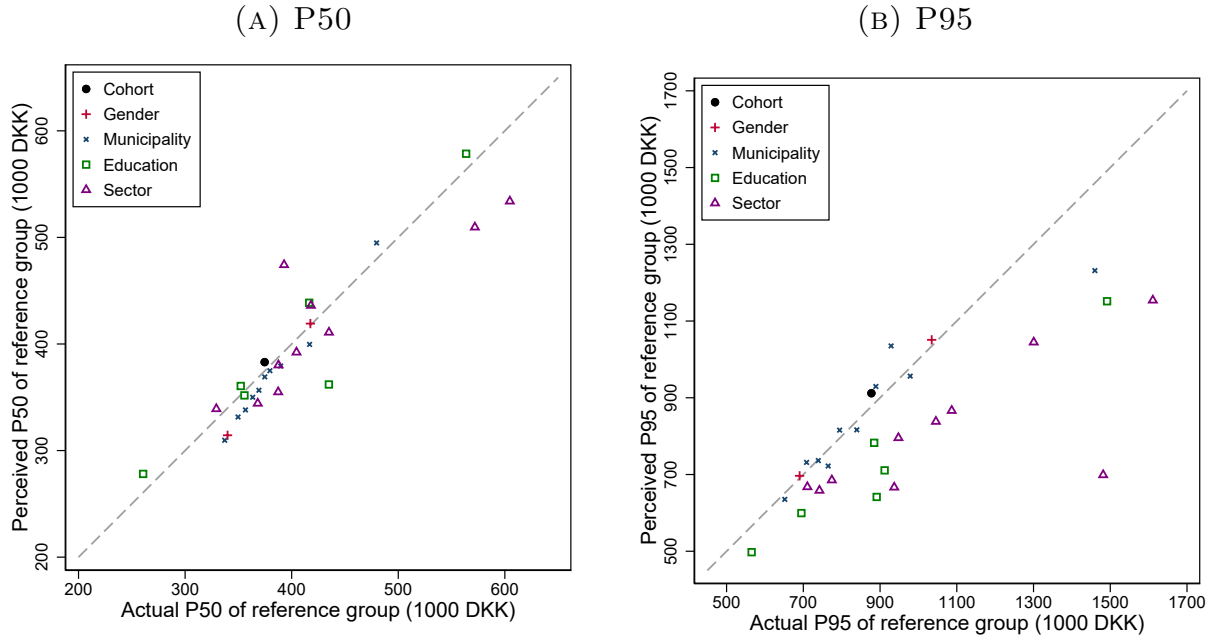 (A) P50
Perceived P50 of reference group (1000 DKK)
600
500
400
300
200
Cohort
Gender
Municipality
Education
Sector
200 300 400 500 600
Actual P50 of reference group (1000 DKK)
(B) P95
Perceived P95 of reference group (1000 DKK)
1700
1500
1300
1100
900
700
500
Cohort
Gender
Municipality
Education
Sector
500 700 900 1100 1300 1500 1700
Actual P95 of reference group (1000 DKK)